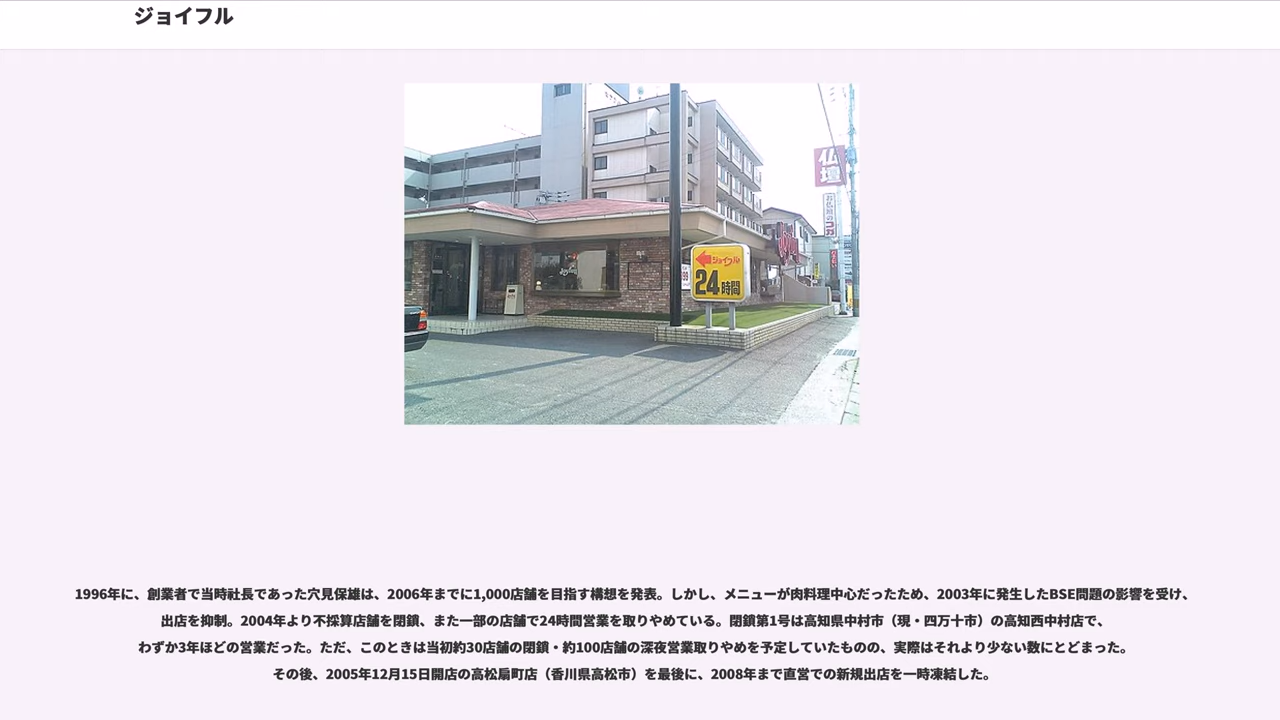 ジョイフル
仏壇
お仏壇のコガ
ジョイフル
24時間
1996年に、創業者で当時社長であった穴見保雄は、2006年までに1,000店舗を目指す構想を発表。しかし、メニューが肉料理中心だったため、2003年に発生したBSE問題の影響を受け、
出店を抑制。2004年より不採算店舗を閉鎖、また一部の店舗で24時間営業を取りやめている。閉鎖第1号は高知県中村市（現・四万十市）の高知西中村店で、
わずか3年ほどの営業だった。ただ、このときは当初約30店舗の閉鎖・約100店舗の深夜営業取りやめを予定していたものの、実際はそれより少ない数にとどまった。
その後、2005年12月15日開店の高松扇町店（香川県高松市）を最後に、2008年まで直営での新規出店を一時凍結した。